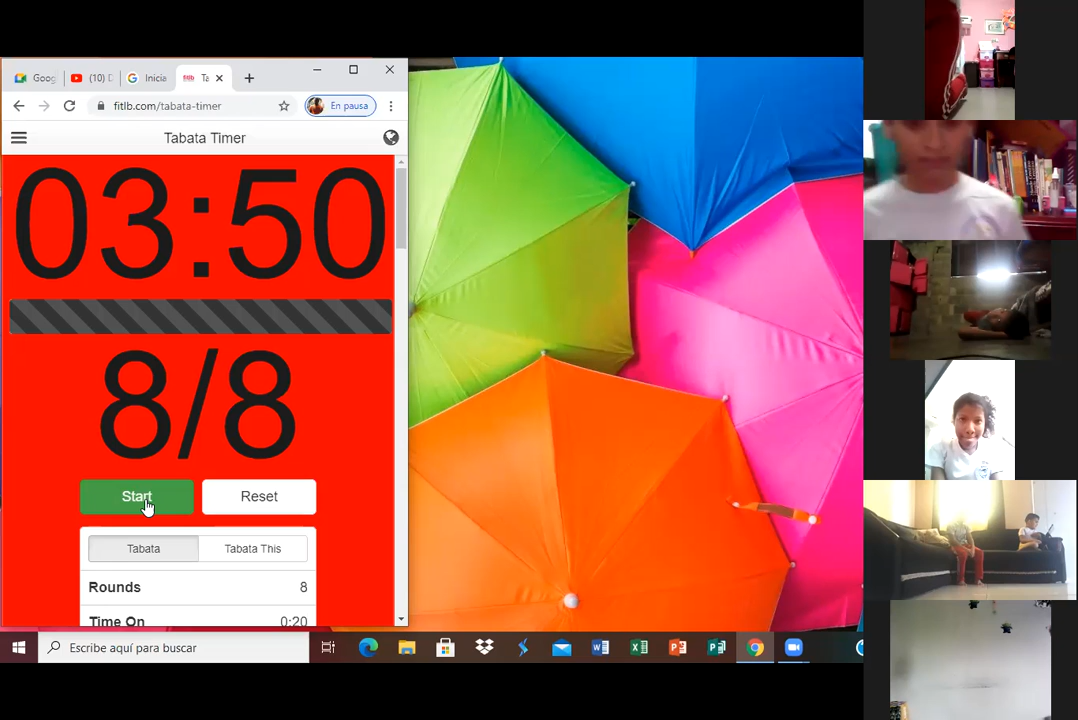 Goog
(10) D
Inicia
Ta
fitlb.com/tabata-timer
En pausa
Tabata Timer
03:50
8/8
Start
Reset
Tabata
Tabata This
Rounds 8
Time On 0:20
Escribe aquí para buscar